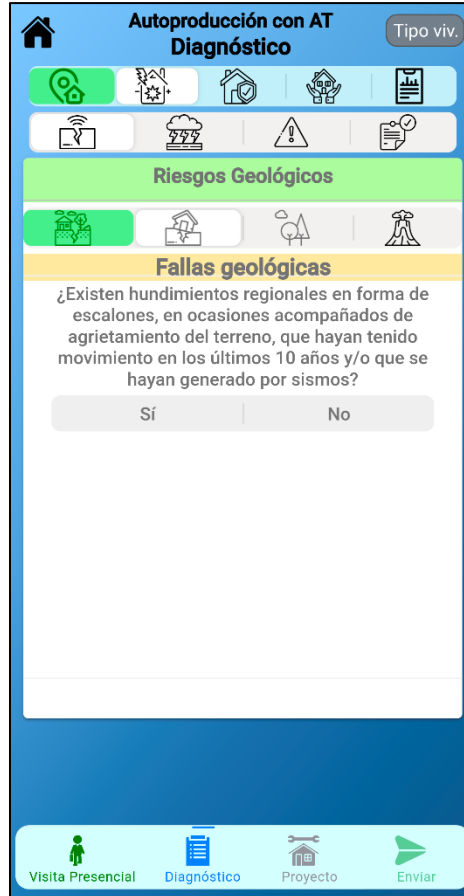 Autoproducción con AT
Diagnóstico
Tipo viv.
Riesgos Geológicos
Fallas geológicas
¿Existen hundimientos regionales en forma de
escalones, en ocasiones acompañados de
agrietamiento del terreno, que hayan tenido
movimiento en los últimos 10 años y/o que se
hayan generado por sismos?
Sí No
Visita Presencial Diagnóstico Proyecto Enviar